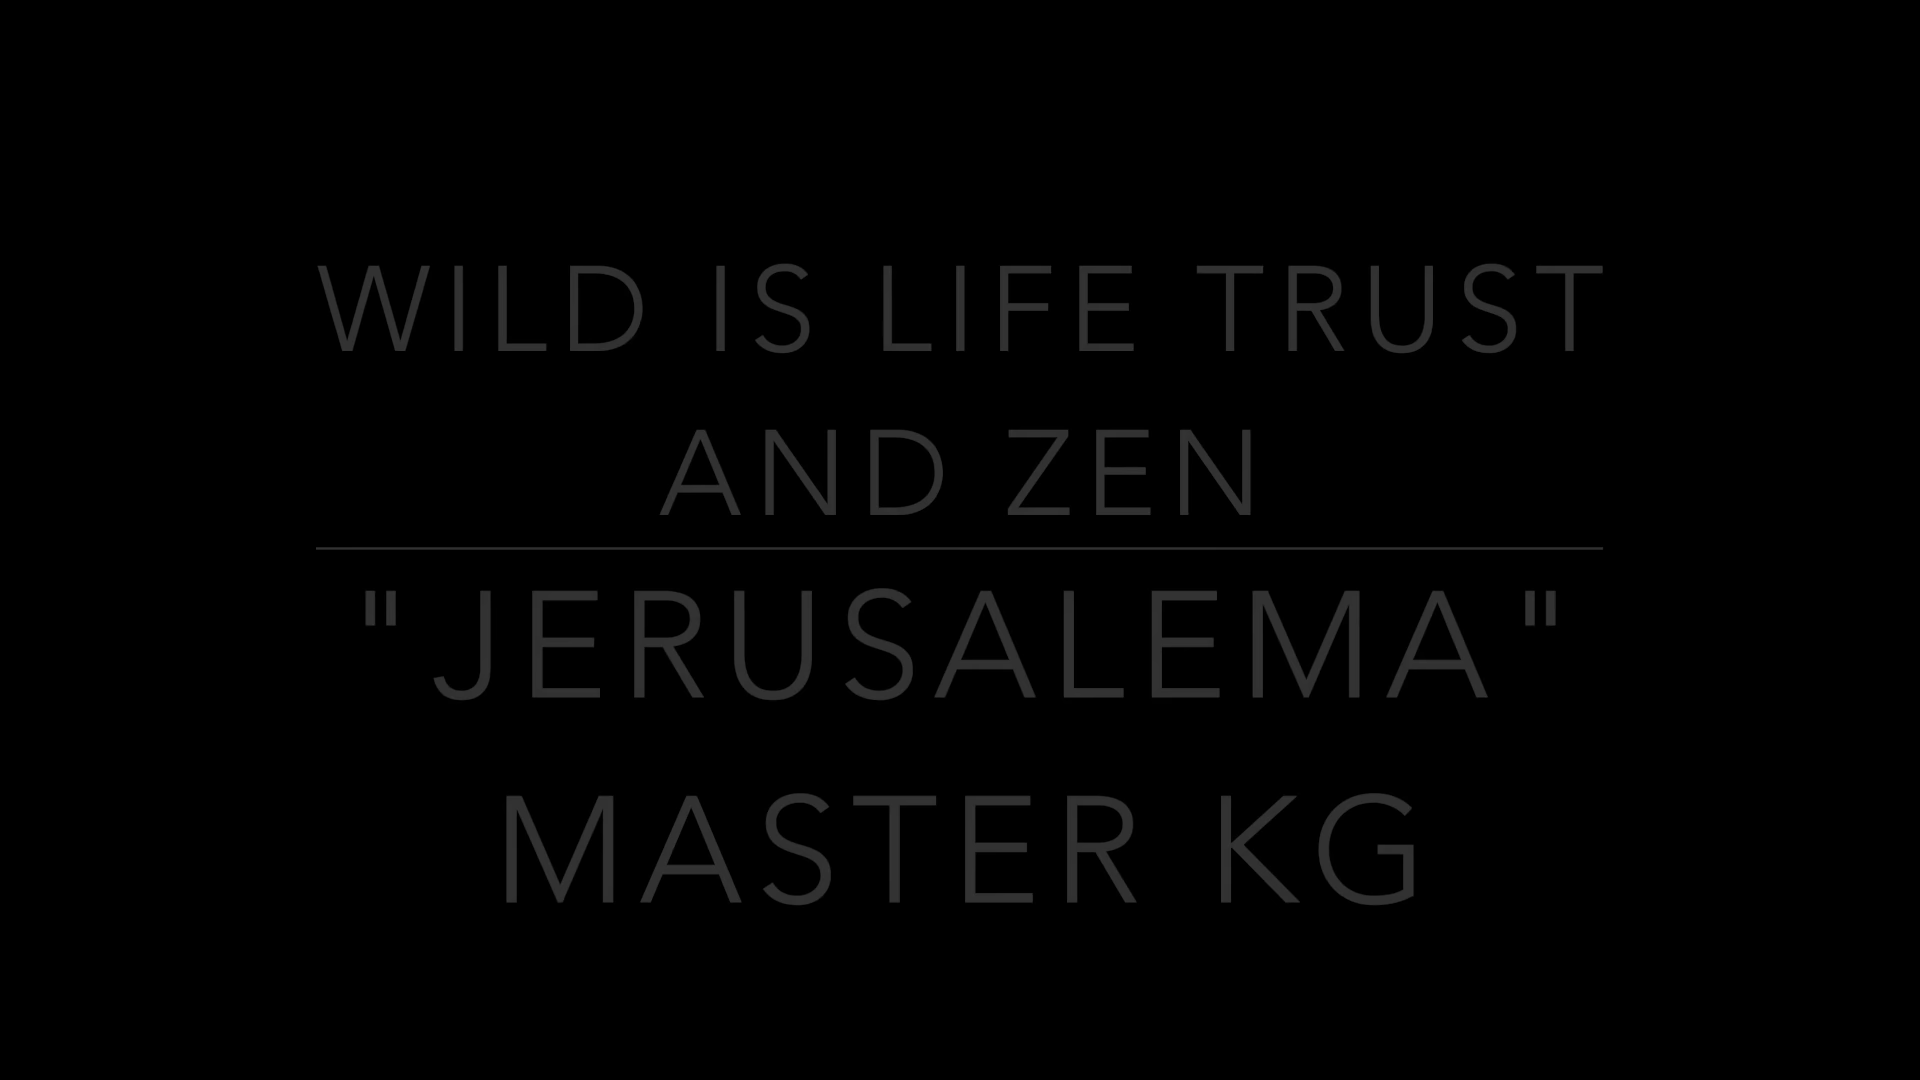 WILD IS LIFE TRUST
AND ZEN
"JERUSALEMA"
MASTER KG